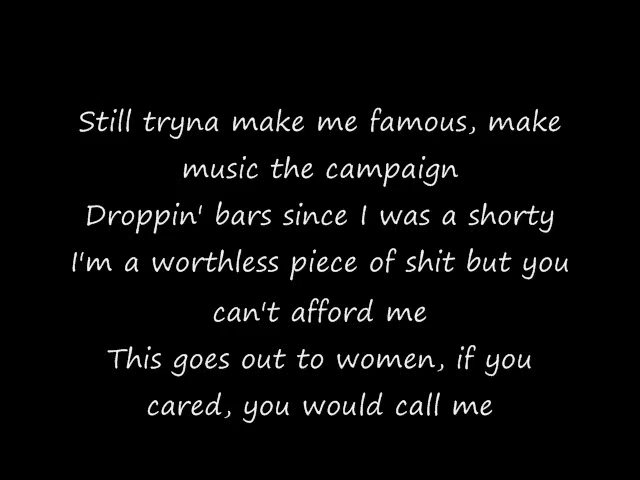 Still tryna make me famous, make
music the campaign
Droppin' bars since I was a shorty
I'm a worthless piece of shit but you
can't afford me
This goes out to women, if you
cared, you would call me